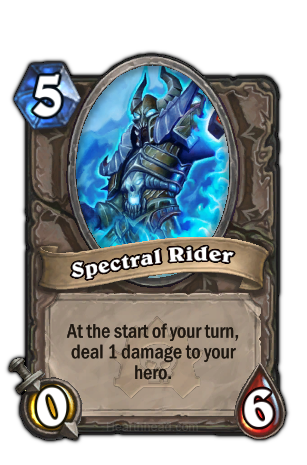 5
Spectral Rider
At the start of your turn,
deal 1 damage to your
hero.
0
6